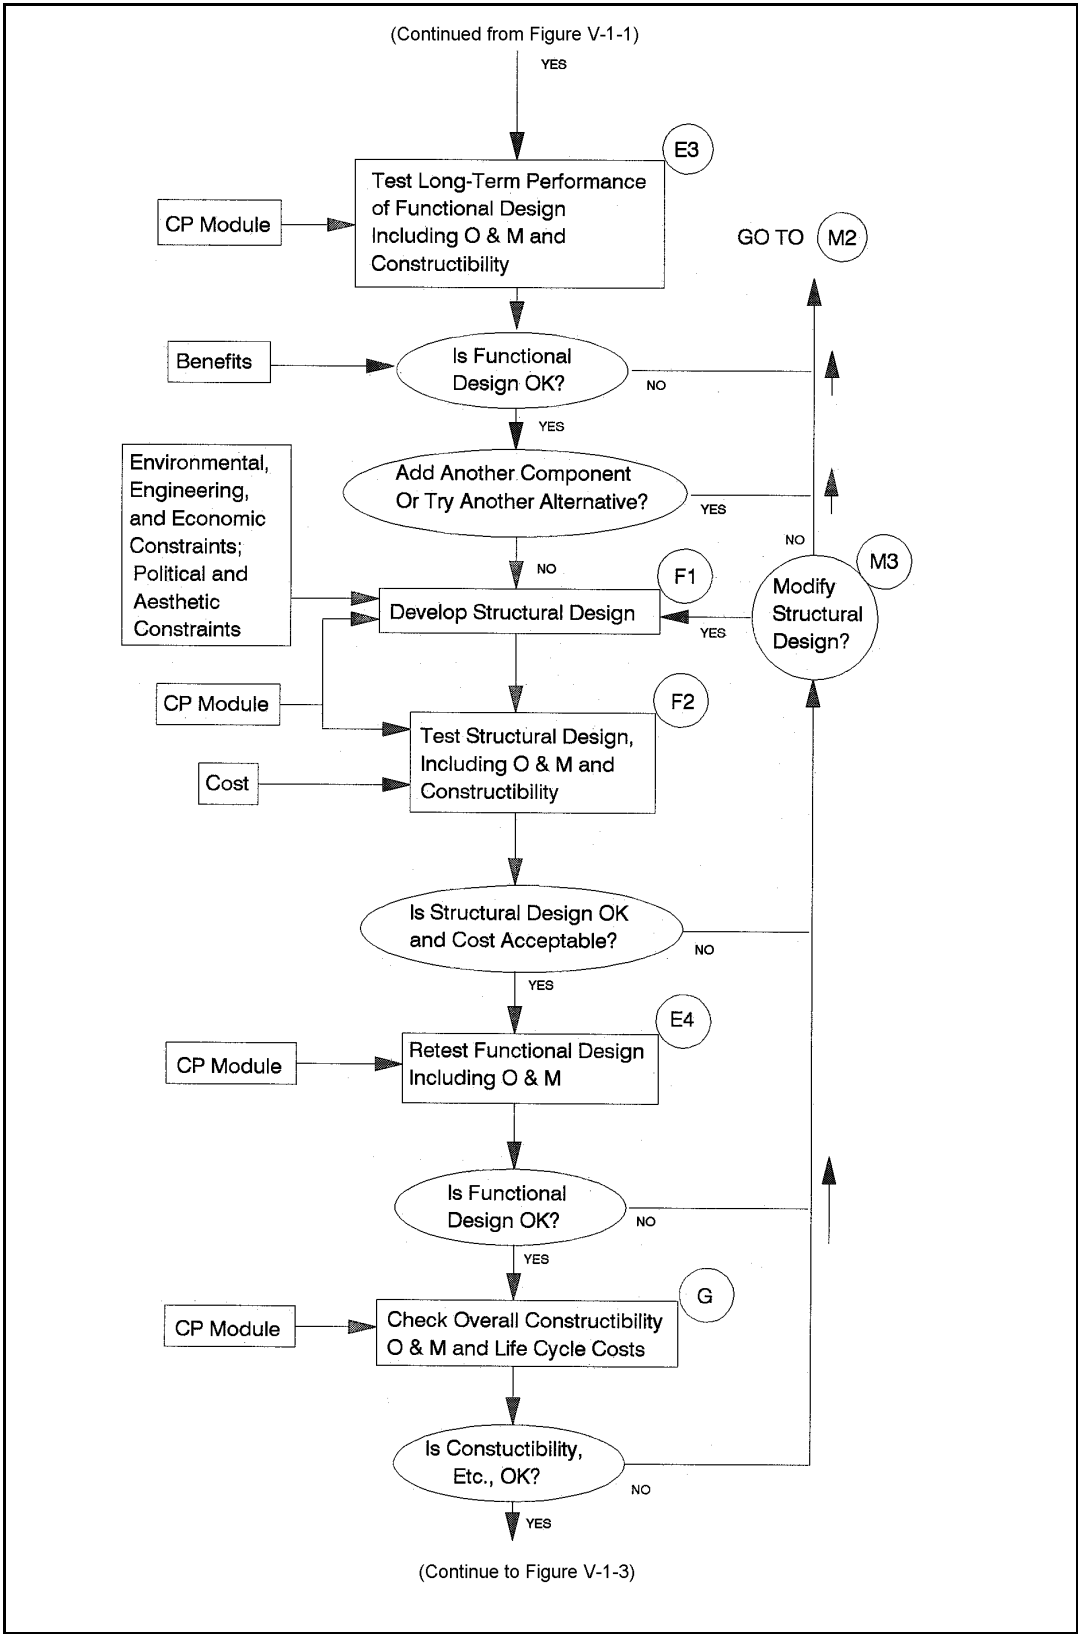 (Continued from Figure V-1-1)
YES
E3
Test Long-Term Performance
of Functional Design
Including O & M and
Constructibility
CP Module
GO TO M2
Benefits
Is Functional
Design OK?
NO
YES
Environmental,
Engineering,
and Economic
Constraints;
Political and
Aesthetic
Constraints
Add Another Component
Or Try Another Alternative?
YES
NO
NO
M3
Modify
Structural
Design?
YES
F1
Develop Structural Design
CP Module
F2
Test Structural Design,
Including O & M and
Constructibility
Cost
Is Structural Design OK
and Cost Acceptable?
NO
YES
E4
Retest Functional Design
Including O & M
CP Module
Is Functional
Design OK?
NO
YES
G
Check Overall Constructibility
O & M and Life Cycle Costs
CP Module
Is Constuctibility,
Etc., OK?
NO
YES
(Continue to Figure V-1-3)